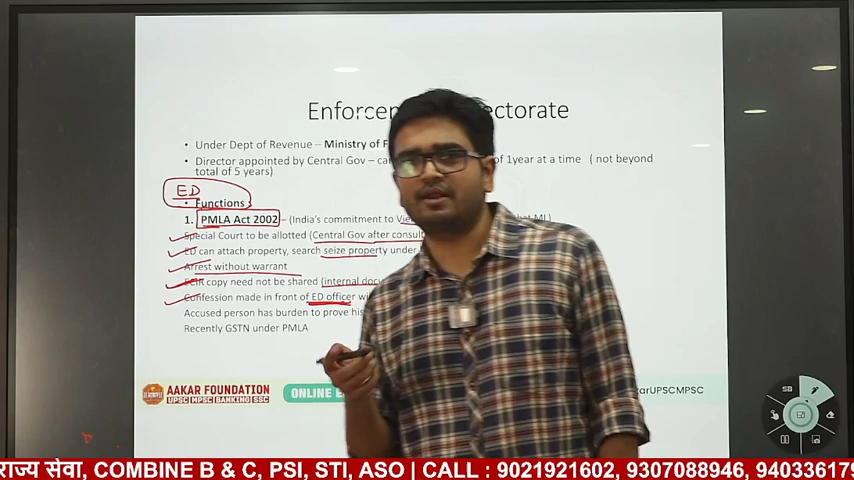 Enforce ectorate
• Under Dept of Revenue – Ministry of F
• Director appointed by Central Gov – ca of 1year at a time ( not beyond
total of 5 years)
ED
• Functions
1. PMLA Act 2002 – (India's commitment to
Special Court to be allotted (Central Gov after consult
ED can attach property, search seize property under
Arrest without warrant
ECIR copy need not be shared (internal doc
Confession made in front of ED officer
Accused person has burden to prove his
Recently GSTN under PMLA
AAKAR FOUNDATION
UPSC MPSC BANKING SSC
ONLINE
karUPSCMPSC
राज्य सेवा, COMBINE B & C, PSI, STI, ASO | CALL : 9021921602, 9307088946, 940336179